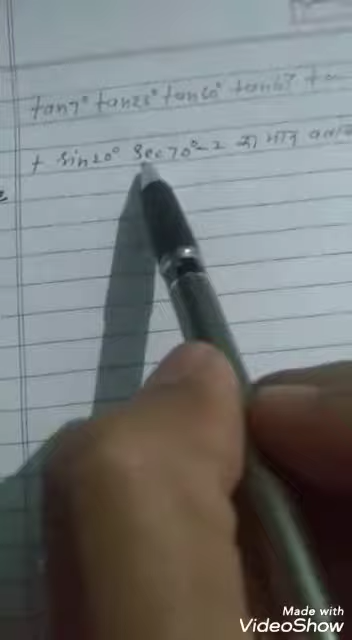 tan7° tan23° tan60° tan67°
+ sin20° sec70° - 2 का मान
Made with
VideoShow